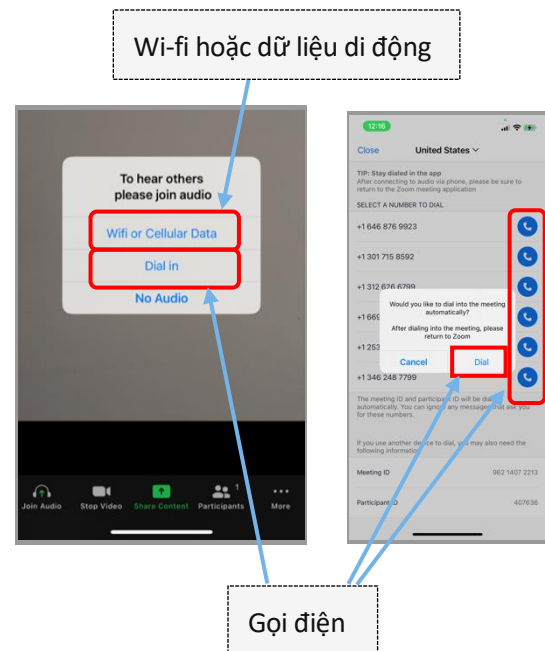 Wi-fi hoặc dữ liệu di động
To hear others
please join audio
Wifi or Cellular Data
Dial in
No Audio
Join Audio
Stop Video
Share Content
1
Participants
More
12:16
Close
United States
TIP: Stay dialed in the app
After connecting to audio via phone, please be sure to
return to the Zoom meeting application
SELECT A NUMBER TO DIAL
+1 646 876 9923
+1 301 715 8592
+1 312 626 6799
+1 669
+1 253
+1 346 248 7799
Would you like to dial into the meeting
automatically?
After dialing into the meeting, please
return to Zoom
Cancel
Dial
The meeting ID and participant ID will be
automatically. You can ignore any messages that ask you
for these numbers.
If you use another device to dial, you may also need the
following information
Meeting ID
962 1407 2213
Participant ID
407636
Gọi điện